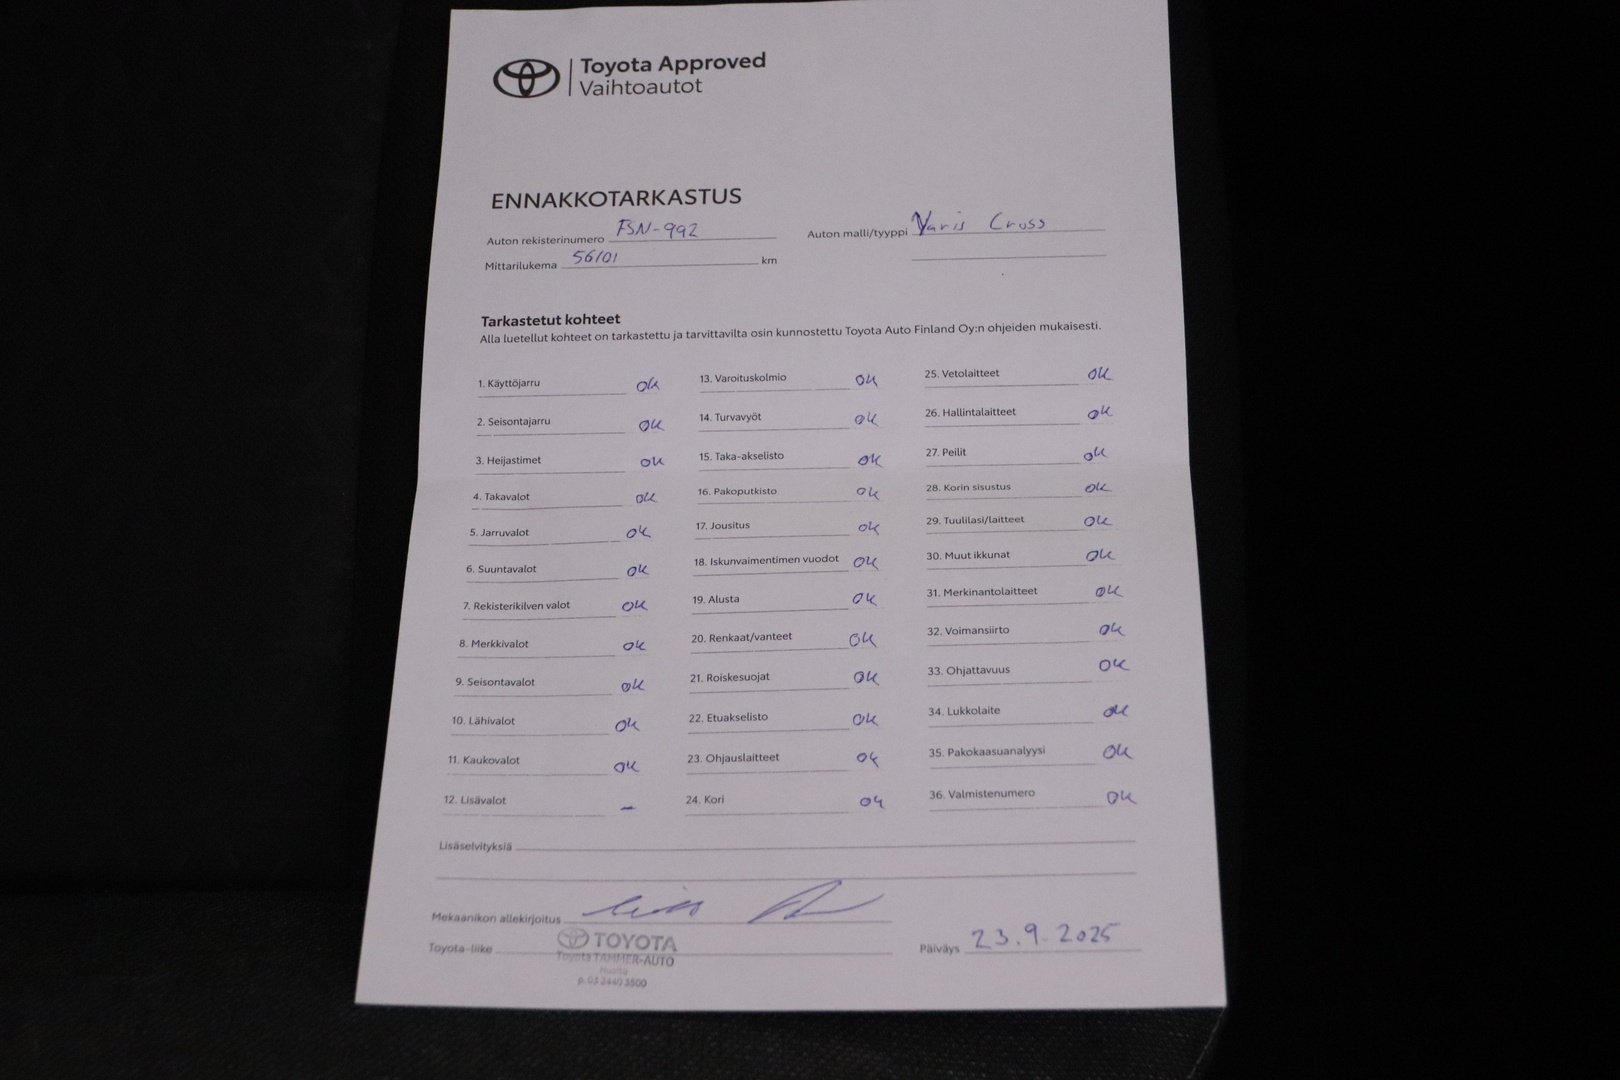 Toyota Approved
Vaihtoautot
ENNAKKOTARKASTUS
Auton rekisterinumero FSN-992
Auton malli/tyyppi Yaris Cross
Mittarilukema 56101 km
Tarkastetut kohteet
Alla luetellut kohteet on tarkastettu ja tarvittavilta osin kunnostettu Toyota Auto Finland Oy:n ohjeiden mukaisesti.
1. Käyttöjarru OK
2. Seisontajarru OK
3. Heijastimet OK
4. Takavalot OK
5. Jarruvalot OK
6. Suuntavalot OK
7. Rekisterikilven valot OK
8. Merkkivalot OK
9. Seisontavalot OK
10. Lähivalot OK
11. Kaukovalot OK
12. Lisävalot –
13. Varoituskolmio OK
14. Turvavyöt OK
15. Taka-akselisto OK
16. Pakoputkisto OK
17. Jousitus OK
18. Iskunvaimentimen vuodot OK
19. Alusta OK
20. Renkaat/vanteet OK
21. Roiskesuojat OK
22. Etuakselisto OK
23. Ohjauslaitteet OK
24. Kori OK
25. Vetolaitteet OK
26. Hallintalaitteet OK
27. Peilit OK
28. Korin sisustus OK
29. Tuulilasi/laitteet OK
30. Muut ikkunat OK
31. Merkinantolaitteet OK
32. Voimansiirto OK
33. Ohjattavuus OK
34. Lukkolaite OK
35. Pakokaasuanalyysi OK
36. Valmistenumero OK
Lisäselvityksiä
Mekaanikon allekirjoitus
Toyota-liike
TOYOTA
Toyota TAMMER-AUTO
p. 03 2440 3500
Päiväys 23.9.2025